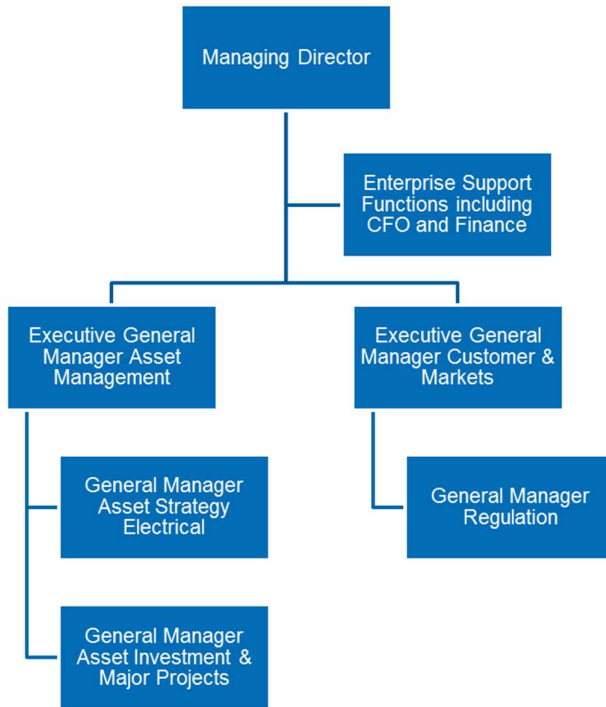 Managing Director
Enterprise Support
Functions including
CFO and Finance
Executive General
Manager Asset
Management
Executive General
Manager Customer &
Markets
General Manager
Asset Strategy
Electrical
General Manager
Regulation
General Manager
Asset Investment &
Major Projects